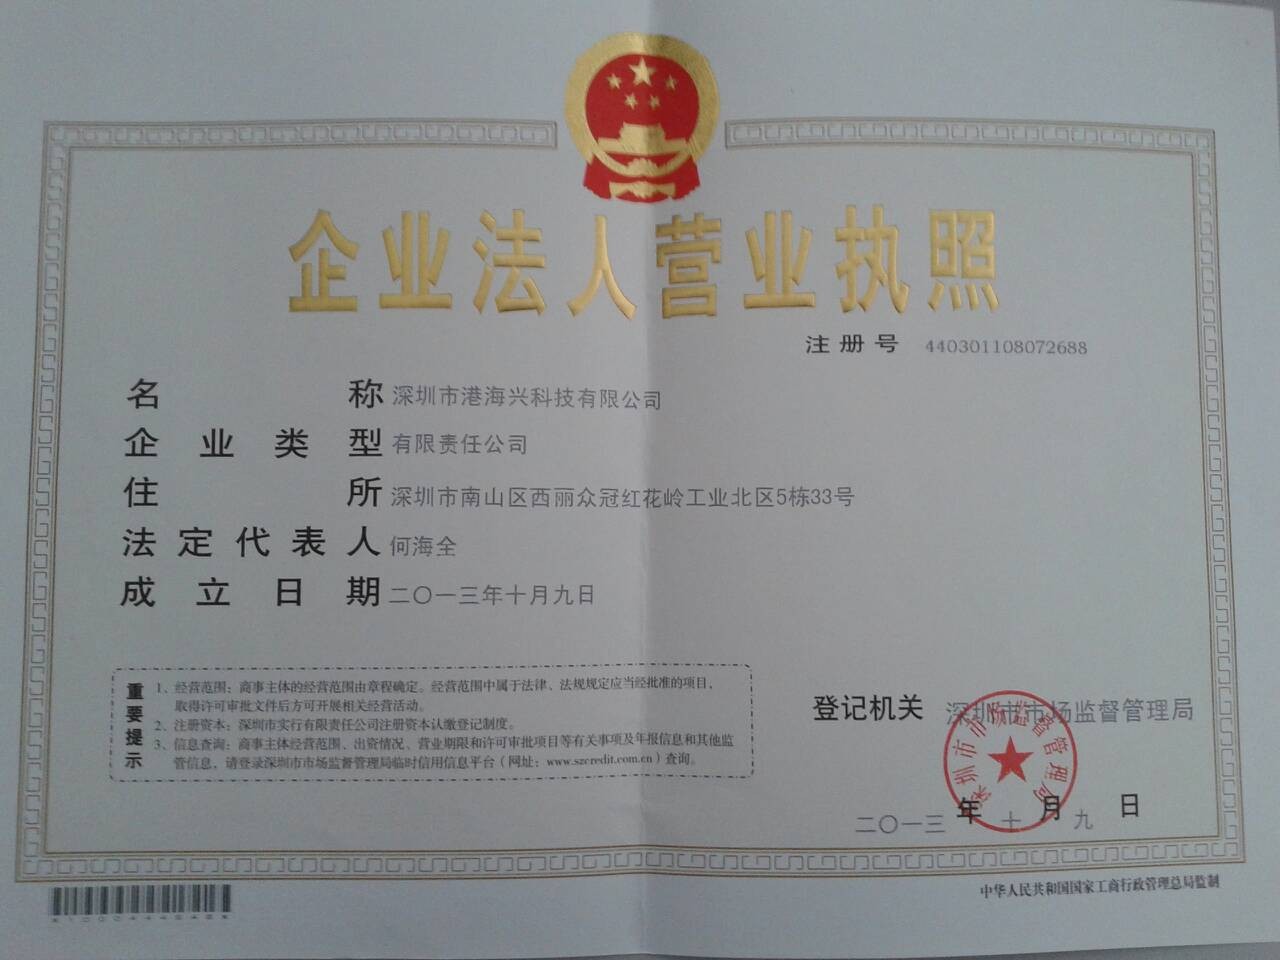 企业法人营业执照
注册号 440301108072688
名称 深圳市港海兴科技有限公司
企业类型 有限责任公司
住所 深圳市南山区西丽众冠红花岭工业北区5栋33号
法定代表人 何海全
成立日期 二〇一三年十月九日
重要提示
1、经营范围：商事主体的经营范围由章程确定。经营范围中属于法律、法规规定应当经批准的项目，
取得许可审批文件后方可开展相关经营活动。
2、注册资本：深圳市实行有限责任公司注册资本认缴登记制度。
3、信息查询：商事主体经营范围、出资情况、营业期限和许可审批项目等有关事项及年报信息和其他监
管信息，请登录深圳市市场监督管理局临时信用信息平台（网址：www.szcredit.com.cn）查询。
登记机关 深圳市市场监督管理局
深圳市市场监督管理局
二〇一三年十月九日
中华人民共和国国家工商行政管理总局监制